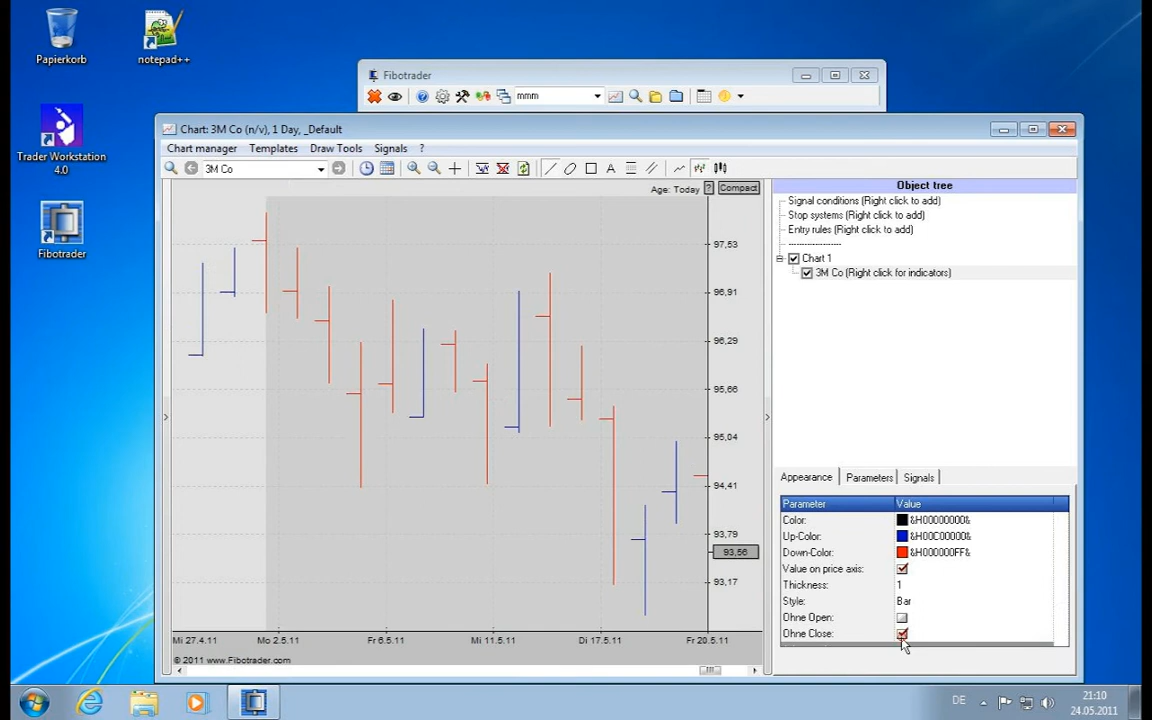 Papierkorb
notepad++
Trader Workstation
4.0
Fibotrader
Fibotrader
mmm
Chart: 3M Co (n/v), 1 Day, _Default
Chart manager Templates Draw Tools Signals ?
3M Co
A
Age: Today ? Compact
97,53
96,91
96,29
95,66
95,04
94,41
93,79
93,56
93,17
Mi 27.4.11 Mo 2.5.11 Fr 6.5.11 Mi 11.5.11 Di 17.5.11 Fr 20.5.11
© 2011 www.Fibotrader.com
Object tree
Signal conditions (Right click to add)
Stop systems (Right click to add)
Entry rules (Right click to add)
--------------------
Chart 1
3M Co (Right click for indicators)
Appearance Parameters Signals
Parameter Value
Color: &H00000000&
Up-Color: &H00C00000&
Down-Color: &H000000FF&
Value on price axis:
Thickness: 1
Style: Bar
Ohne Open:
Ohne Close:
DE
21:10
24.05.2011